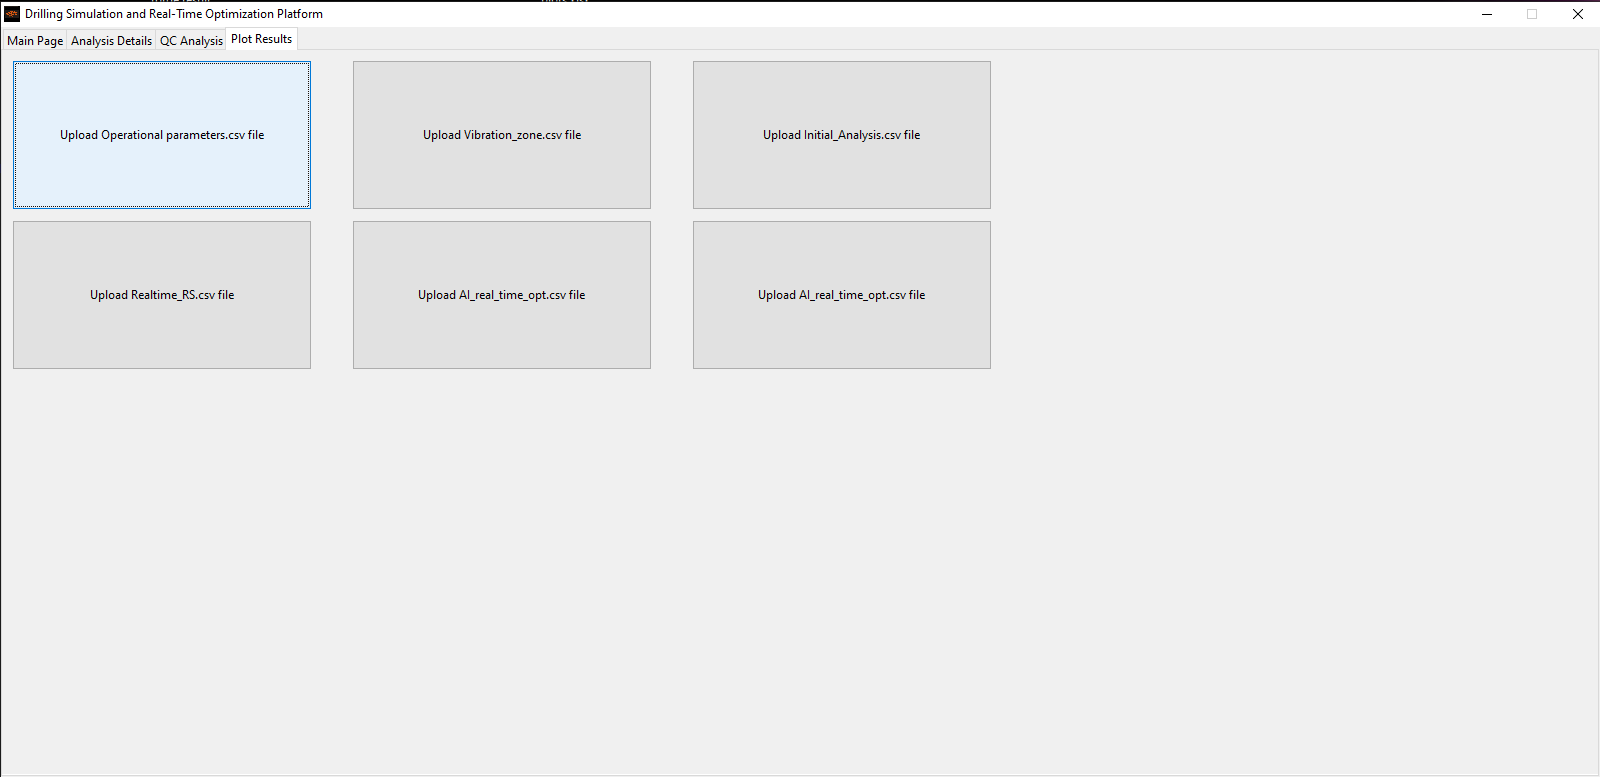 Drilling Simulation and Real-Time Optimization Platform
Main Page Analysis Details QC Analysis Plot Results
Upload Operational parameters.csv file
Upload Vibration_zone.csv file
Upload Initial_Analysis.csv file
Upload Realtime_RS.csv file
Upload AI_real_time_opt.csv file
Upload AI_real_time_opt.csv file